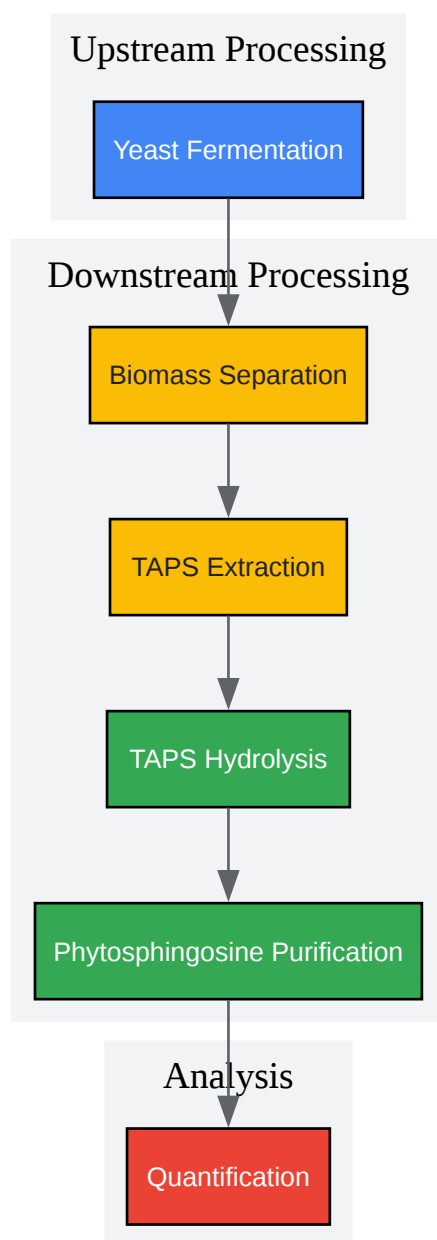 Upstream Processing
Yeast Fermentation
Downstream Processing
Biomass Separation
TAPS Extraction
TAPS Hydrolysis
Phytosphingosine Purification
Analysis
Quantification